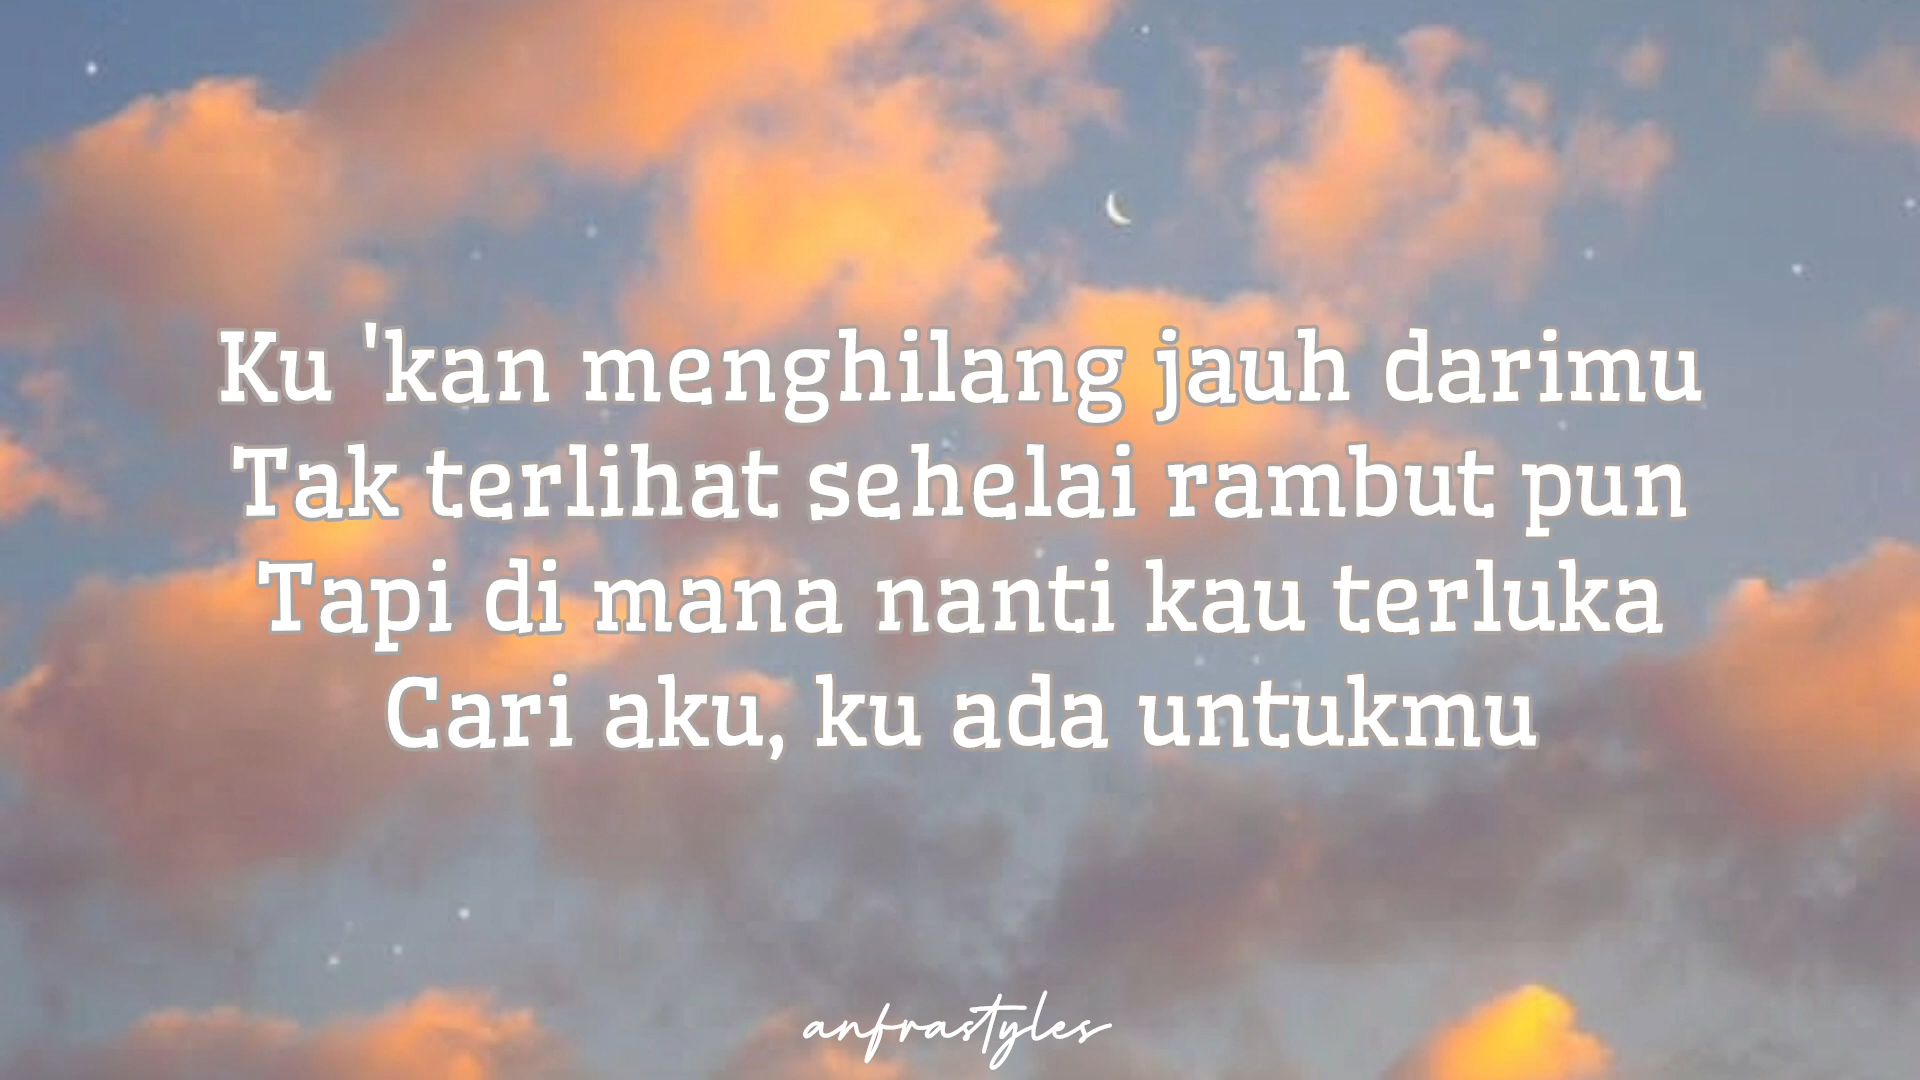 Ku 'kan menghilang jauh darimu
Tak terlihat sehelai rambut pun
Tapi di mana nanti kau terluka
Cari aku, ku ada untukmu
anfrastyles